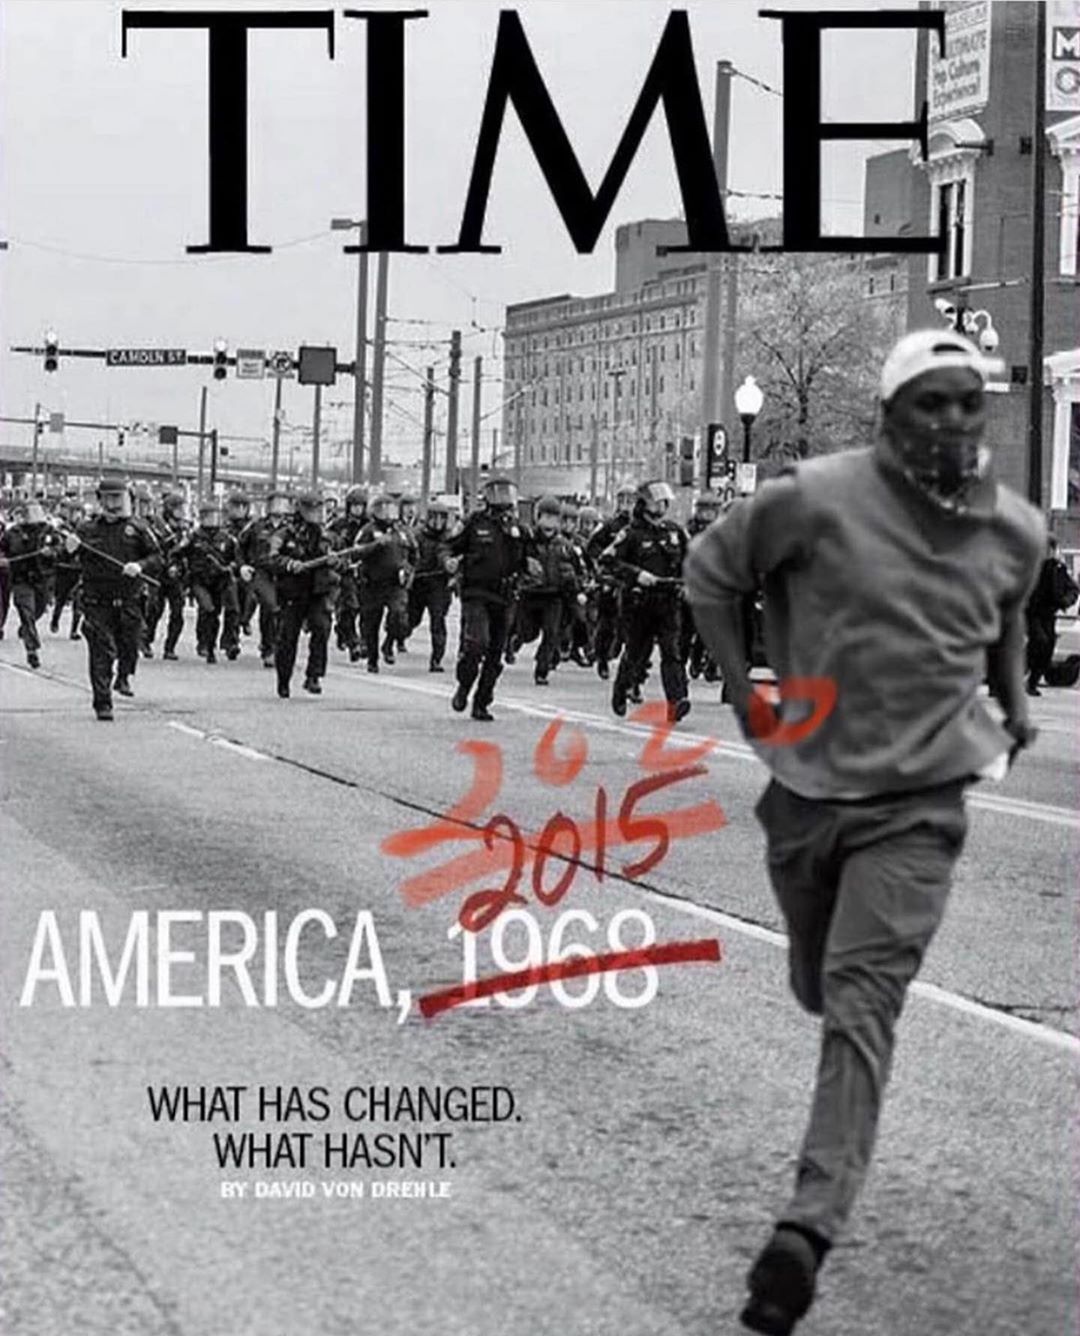 TIME
CAMDEN ST
2020
2015
AMERICA, 1968
WHAT HAS CHANGED.
WHAT HASN'T.
BY DAVID VON DREHLE